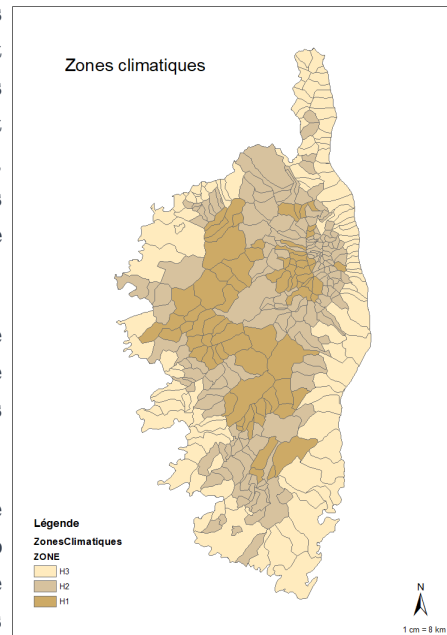 Zones climatiques
Légende
ZonesClimatiques
ZONE
H3
H2
H1
N
1 cm = 8 km